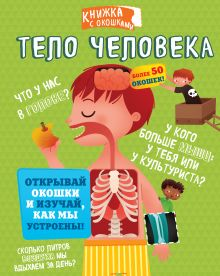 КНИЖКА
С ОКОШКАМИ
ТЕЛО ЧЕЛОВЕКА
БОЛЕЕ 50
ОКОШЕК!
ЧТО У НАС
В ГОЛОВЕ?
У КОГО
БОЛЬШЕ МЫШЦ:
У ТЕБЯ ИЛИ
У КУЛЬТУРИСТА?
ОТКРЫВАЙ
ОКОШКИ
И ИЗУЧАЙ,
КАК МЫ
УСТРОЕНЫ!
СКОЛЬКО ЛИТРОВ
ВОЗДУХА МЫ
ВДЫХАЕМ ЗА ДЕНЬ?